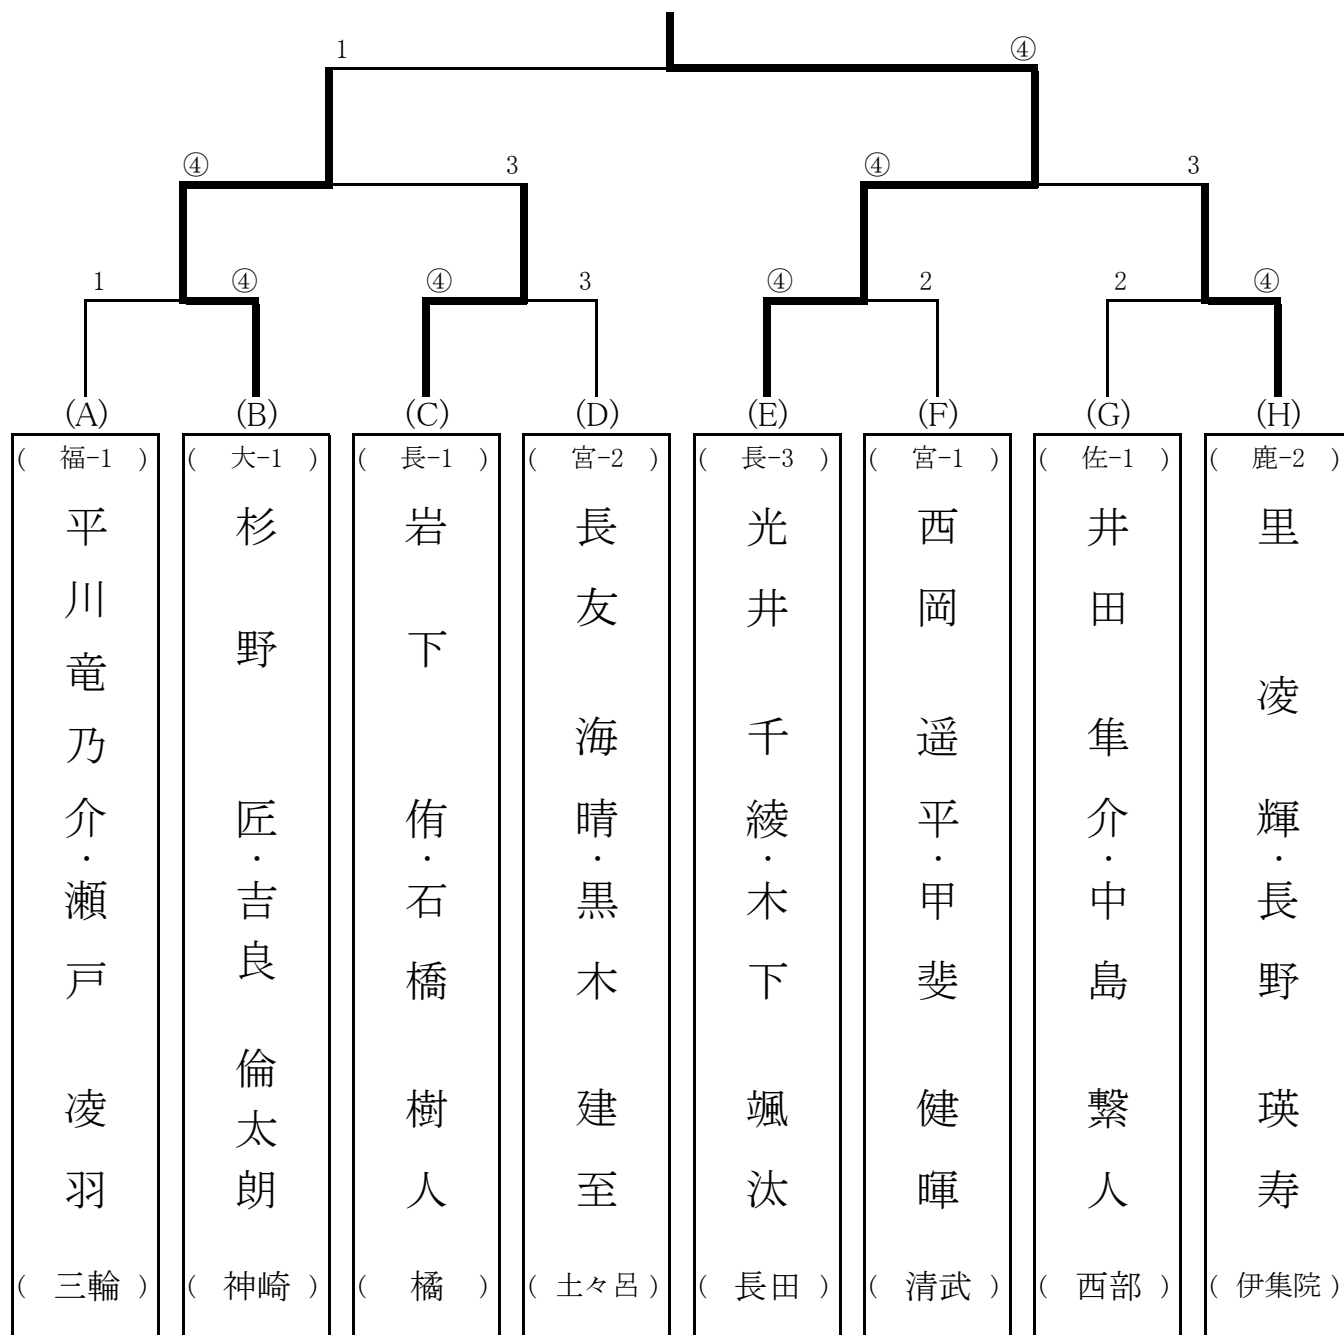 1 ④
④ 3 ④ 3
1 ④ ④ 3 ④ 2 2 ④
(A) (B) (C) (D) (E) (F) (G) (H)
( 福-1 ) ( 大-1 ) ( 長-1 ) ( 宮-2 ) ( 長-3 ) ( 宮-1 ) ( 佐-1 ) ( 鹿-2 )
平川竜乃介・瀬戸凌羽
杉野匠・吉良倫太朗
岩下侑・石橋樹人
長友海晴・黒木建至
光井千綾・木下颯汰
西岡遥平・甲斐健暉
井田隼介・中島繋人
里凌輝・長野瑛寿
( 三輪 ) ( 神崎 ) ( 橘 ) ( 土々呂 ) ( 長田 ) ( 清武 ) ( 西部 ) ( 伊集院 )